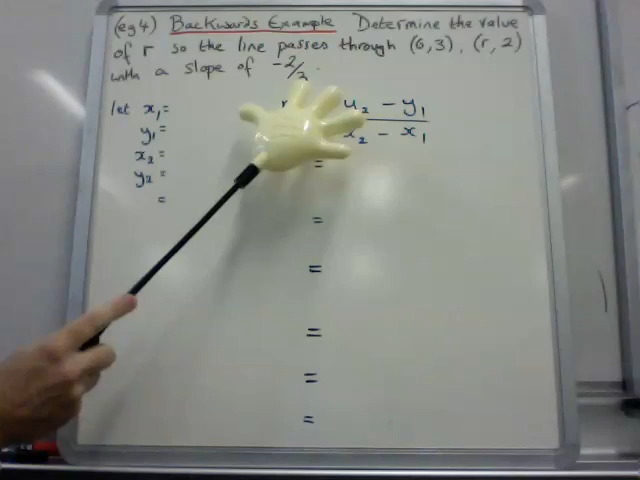 (eg 4) Backwards Example Determine the value
of r so the line passes through (6,3), (r, 2)
with a slope of -2/3.
let x₁ =
y₁ =
x₂ =
y₂ =
=
y₂ - y₁
x₂ - x₁
=
=
=
=
=
=